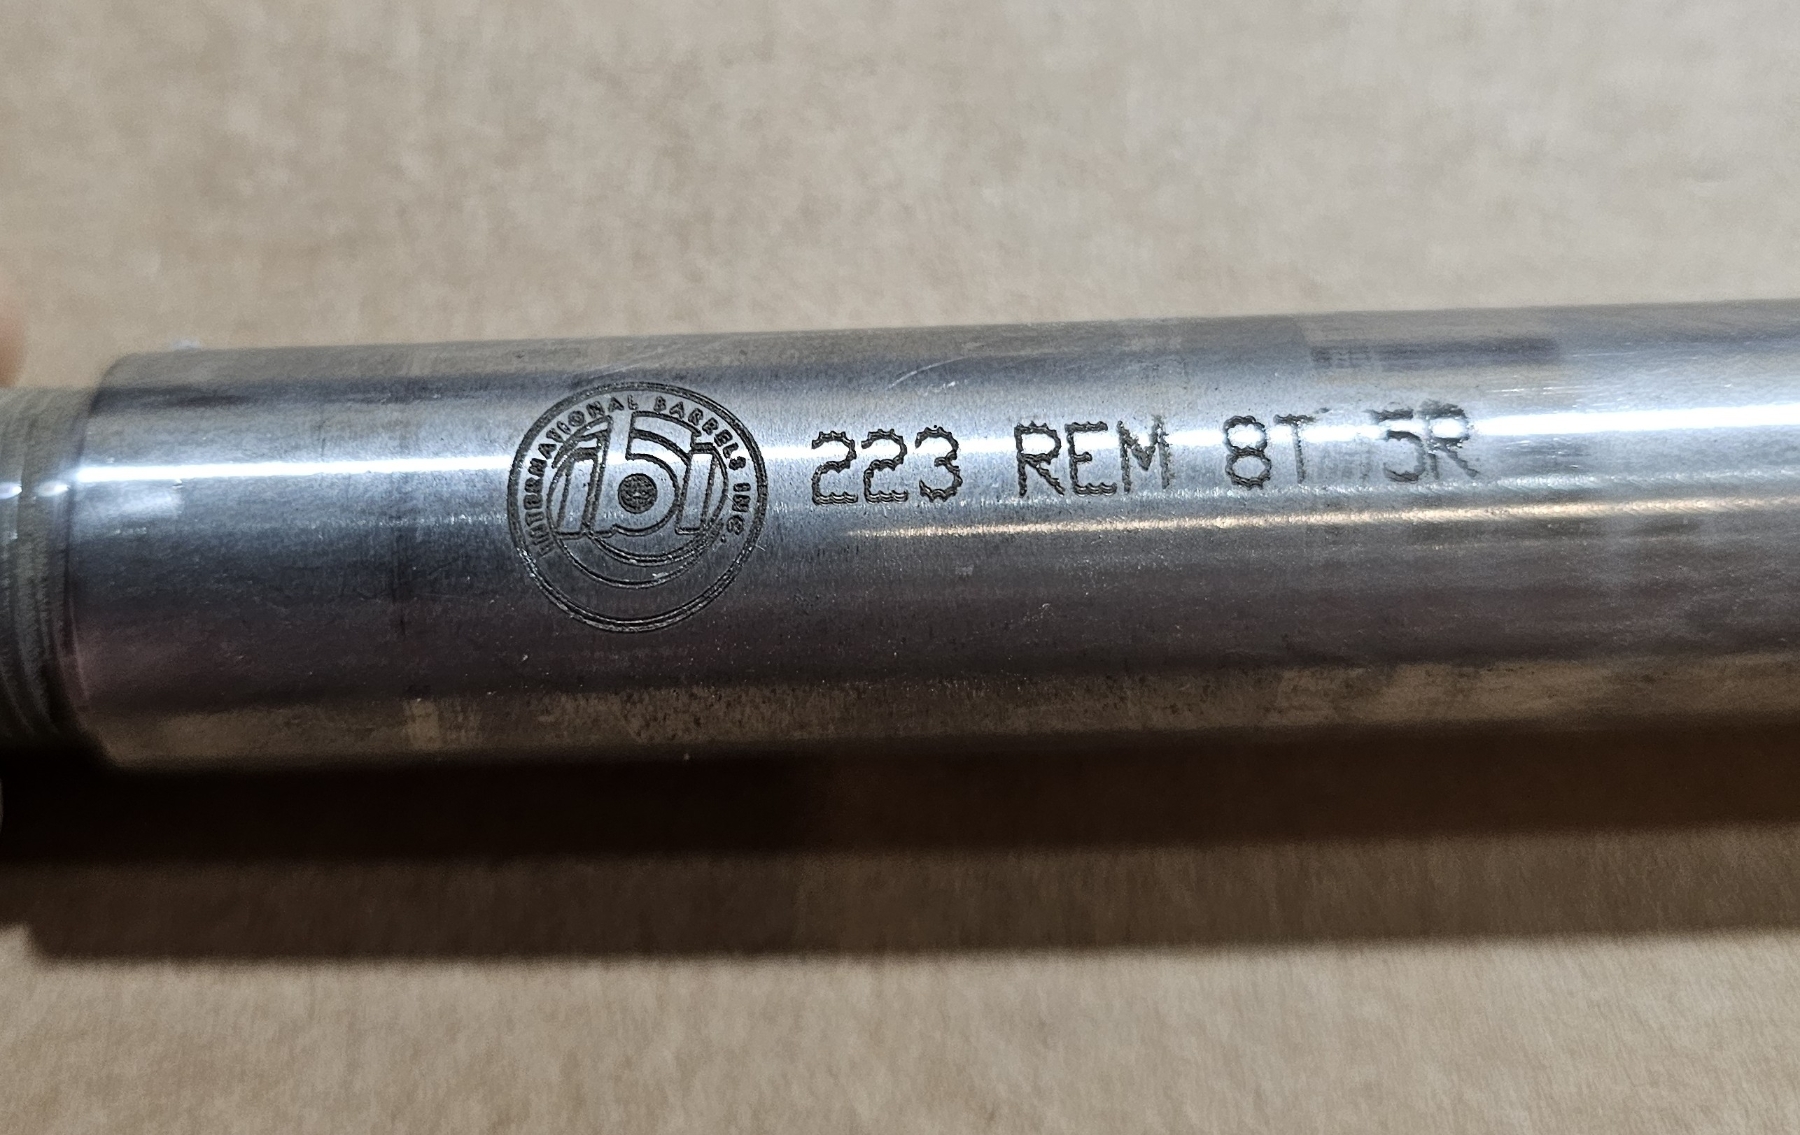 INTERNATIONAL BARRELS INC.
ibi
223 REM 8T 5R